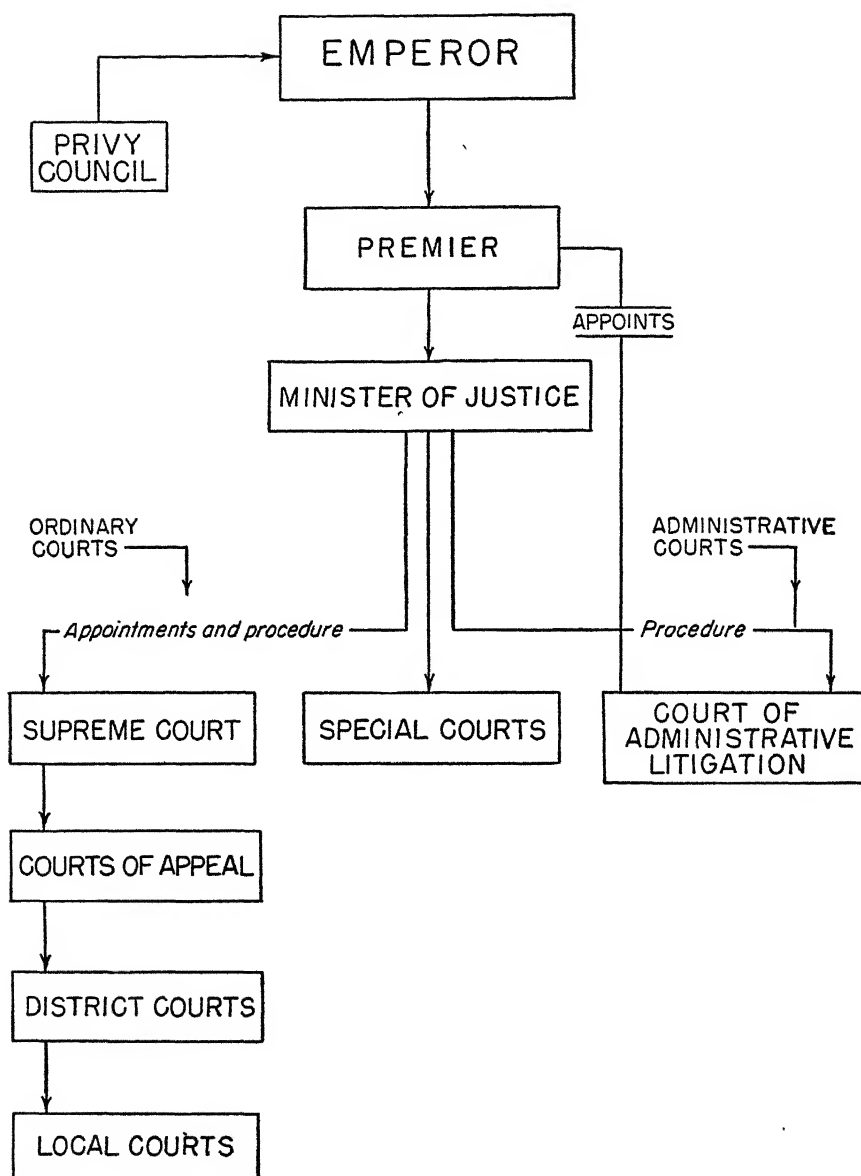 EMPEROR
PRIVY
COUNCIL
PREMIER
APPOINTS
MINISTER OF JUSTICE
ORDINARY
COURTS
ADMINISTRATIVE
COURTS
Appointments and procedure
Procedure
SUPREME COURT
SPECIAL COURTS
COURT OF
ADMINISTRATIVE
LITIGATION
COURTS OF APPEAL
DISTRICT COURTS
LOCAL COURTS